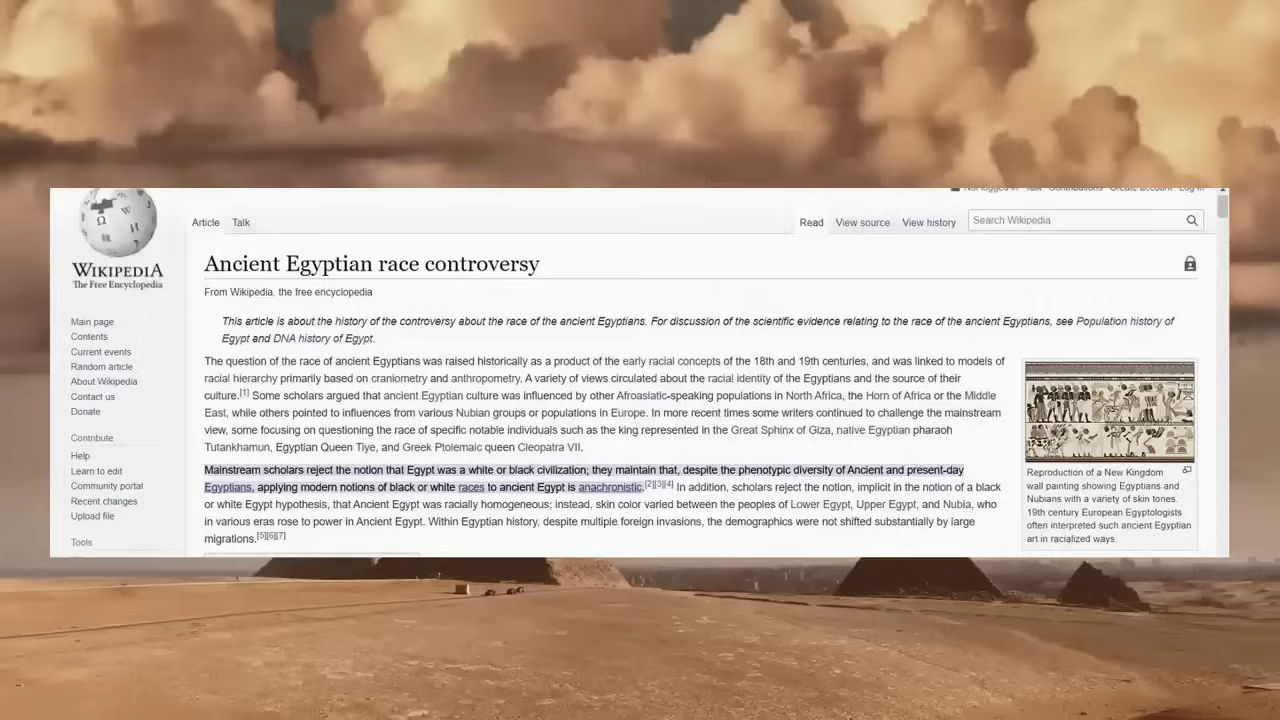 Not logged in Talk Contributions Create account Log in
Article Talk
Read View source View history Search Wikipedia
WIKIPEDIA
The Free Encyclopedia
Main page
Contents
Current events
Random article
About Wikipedia
Contact us
Donate
Contribute
Help
Learn to edit
Community portal
Recent changes
Upload file
Tools
Ancient Egyptian race controversy
From Wikipedia, the free encyclopedia
This article is about the history of the controversy about the race of the ancient Egyptians. For discussion of the scientific evidence relating to the race of the ancient Egyptians, see Population history of
Egypt and DNA history of Egypt.
The question of the race of ancient Egyptians was raised historically as a product of the early racial concepts of the 18th and 19th centuries, and was linked to models of
racial hierarchy primarily based on craniometry and anthropometry. A variety of views circulated about the racial identity of the Egyptians and the source of their
culture.[1] Some scholars argued that ancient Egyptian culture was influenced by other Afroasiatic-speaking populations in North Africa, the Horn of Africa or the Middle
East, while others pointed to influences from various Nubian groups or populations in Europe. In more recent times some writers continued to challenge the mainstream
view, some focusing on questioning the race of specific notable individuals such as the king represented in the Great Sphinx of Giza, native Egyptian pharaoh
Tutankhamun, Egyptian Queen Tiye, and Greek Ptolemaic queen Cleopatra VII.
Mainstream scholars reject the notion that Egypt was a white or black civilization; they maintain that, despite the phenotypic diversity of Ancient and present-day
Egyptians, applying modern notions of black or white races to ancient Egypt is anachronistic.[2][3][4] In addition, scholars reject the notion, implicit in the notion of a black
or white Egypt hypothesis, that Ancient Egypt was racially homogeneous; instead, skin color varied between the peoples of Lower Egypt, Upper Egypt, and Nubia, who
in various eras rose to power in Ancient Egypt. Within Egyptian history, despite multiple foreign invasions, the demographics were not shifted substantially by large
migrations.[5][6][7]
Reproduction of a New Kingdom
wall painting showing Egyptians and
Nubians with a variety of skin tones.
19th century European Egyptologists
often interpreted such ancient Egyptian
art in racialized ways.